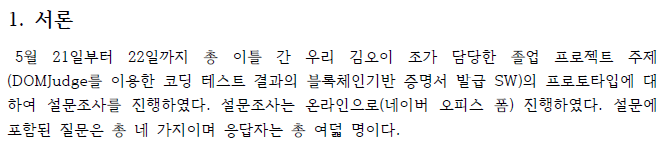 1. 서론
5월 21일부터 22일까지 총 이틀 간 우리 김오이 조가 담당한 졸업 프로젝트 주제
(DOMJudge를 이용한 코딩 테스트 결과의 블록체인기반 증명서 발급 SW)의 프로토타입에 대
하여 설문조사를 진행하였다. 설문조사는 온라인으로(네이버 오피스 폼) 진행하였다. 설문에
포함된 질문은 총 네 가지이며 응답자는 총 여덟 명이다.